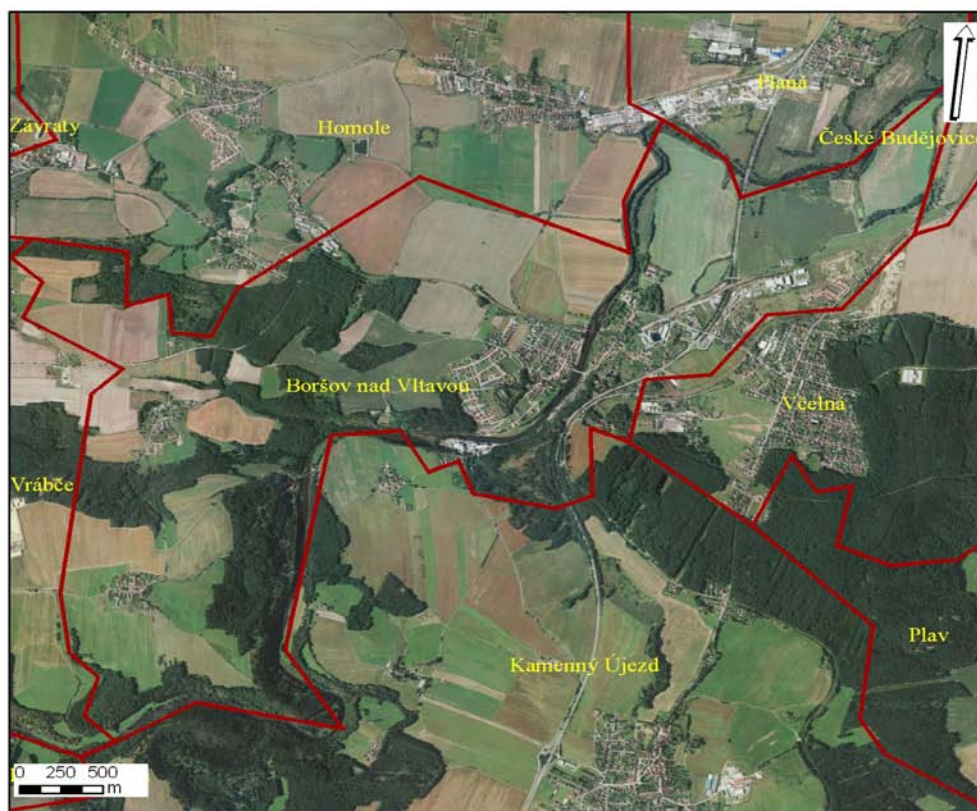 Planá
Závraty
Homole
České Budějovice
Boršov nad Vltavou
Včelná
Vrábče
Plav
Kamenný Újezd
0 250 500
m